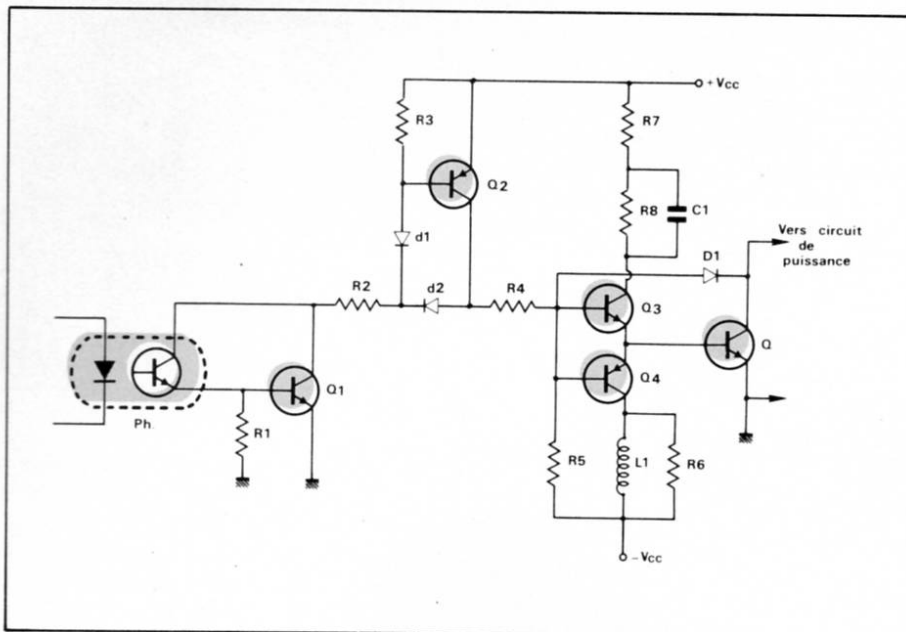 +Vcc
R3
R7
Q2
R8
C1
Vers circuit
de
puissance
d1
D1
R2
d2
R4
Q3
Q
Q1
Q4
Ph.
R1
R5
L1
R6
-Vcc